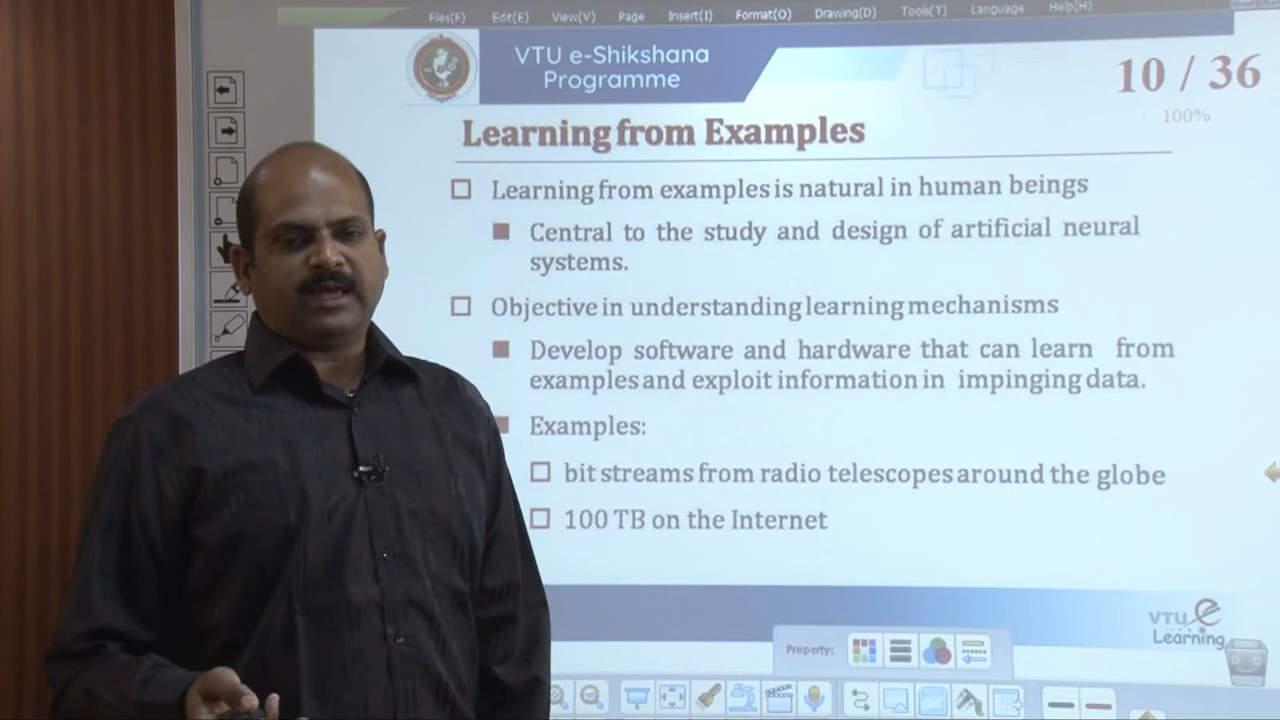 Files(F) Edit(E) View(V) Page Insert(I) Format(O) Drawing(D) Tools(T) Language Help(H)
VTU e-Shikshana
Programme
10 / 36
100%
Learning from Examples
Learning from examples is natural in human beings
Central to the study and design of artificial neural
systems.
Objective in understanding learning mechanisms
Develop software and hardware that can learn from
examples and exploit information in impinging data.
Examples:
bit streams from radio telescopes around the globe
100 TB on the Internet
VTU e
Learning
Property: